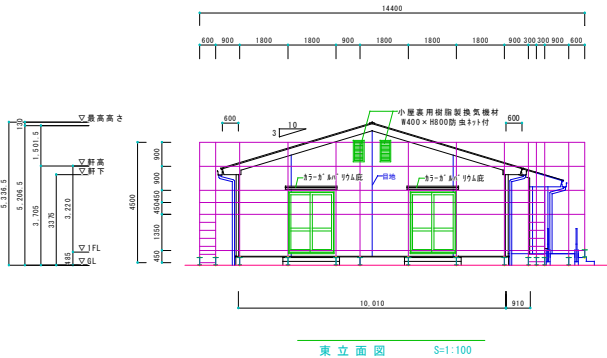 14400
600 900 1800 1800 900 1800 1800 1800 900 300 300 900 600
▽最高高さ
小屋裏用樹脂製換気機材
W400×H800防虫ネット付
600
10
3
600
130
1,501.5
▽軒高
▽軒下
カラーガルバリウム庇
目地
カラーガルバリウム庇
900
900
450 450
1350
450
4500
5,336.5
5,206.5
3,705
3375
3,220
485
▽1FL
▽GL
10,010
910
東立面図 S=1:100